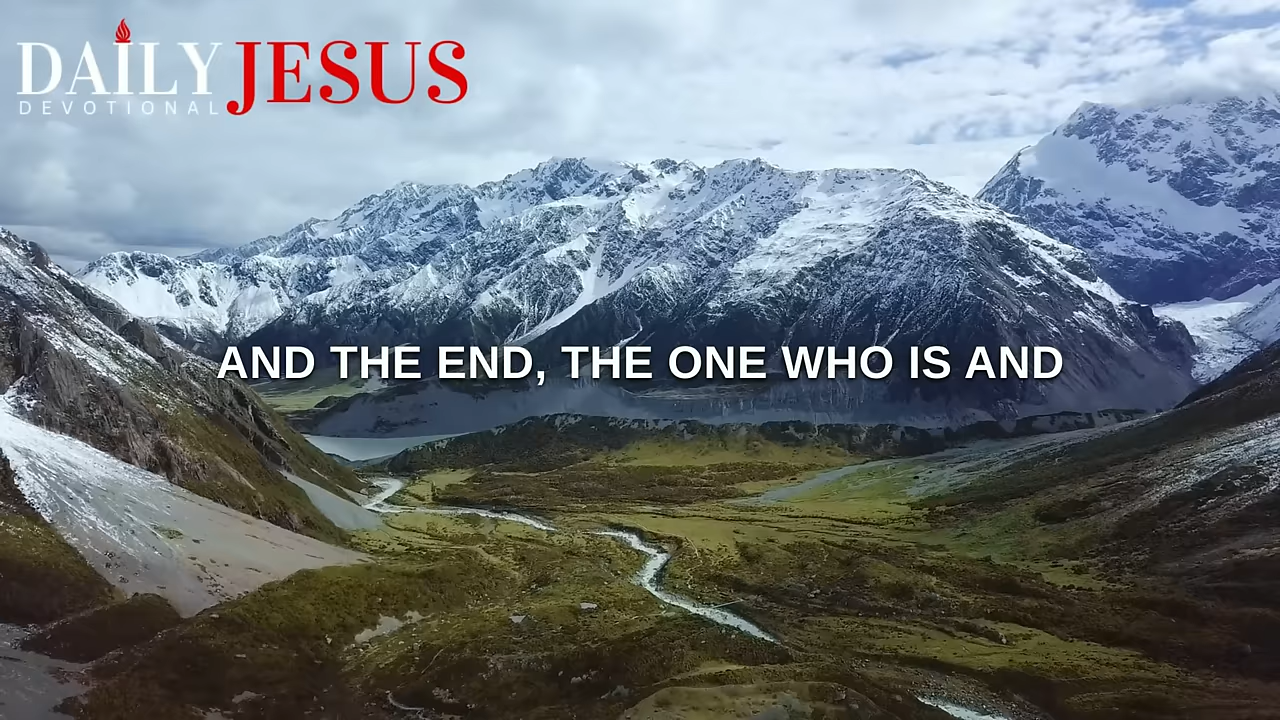 DAILY JESUS
DEVOTIONAL
AND THE END, THE ONE WHO IS AND